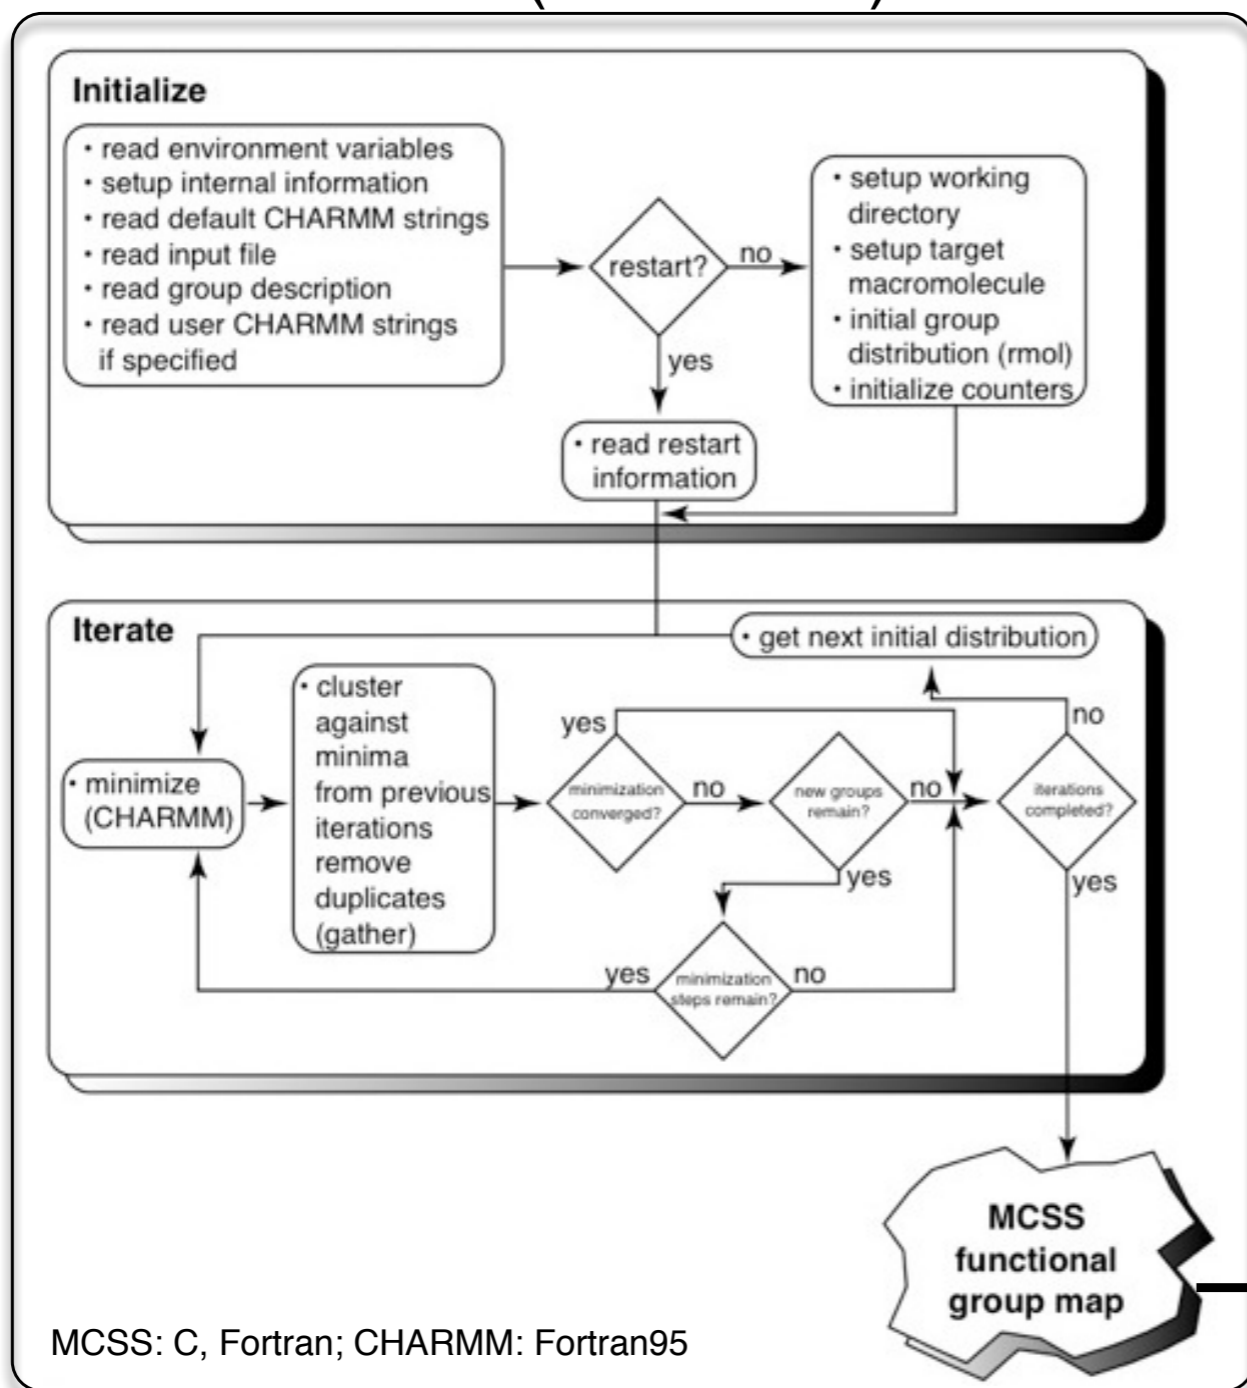 Initialize
• read environment variables
• setup internal information
• read default CHARMM strings
• read input file
• read group description
• read user CHARMM strings
if specified
restart?
no
yes
• setup working
directory
• setup target
macromolecule
• initial group
distribution (rmol)
• initialize counters
• read restart
information
Iterate
• get next initial distribution
• minimize
(CHARMM)
• cluster
against
minima
from previous
iterations
remove
duplicates
(gather)
yes
minimization
converged?
no
new groups
remain?
no
yes
iterations
completed?
no
yes
yes
minimization
steps remain?
no
MCSS
functional
group map
MCSS: C, Fortran; CHARMM: Fortran95